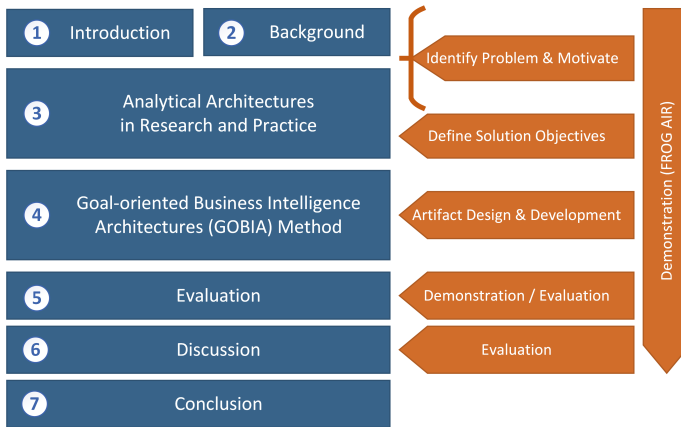 1 Introduction
2 Background
Identify Problem & Motivate
3 Analytical Architectures
in Research and Practice
Define Solution Objectives
4 Goal-oriented Business Intelligence
Architectures (GOBIA) Method
Artifact Design & Development
5 Evaluation
Demonstration / Evaluation
6 Discussion
Evaluation
7 Conclusion
Demonstration (FROG AIR)